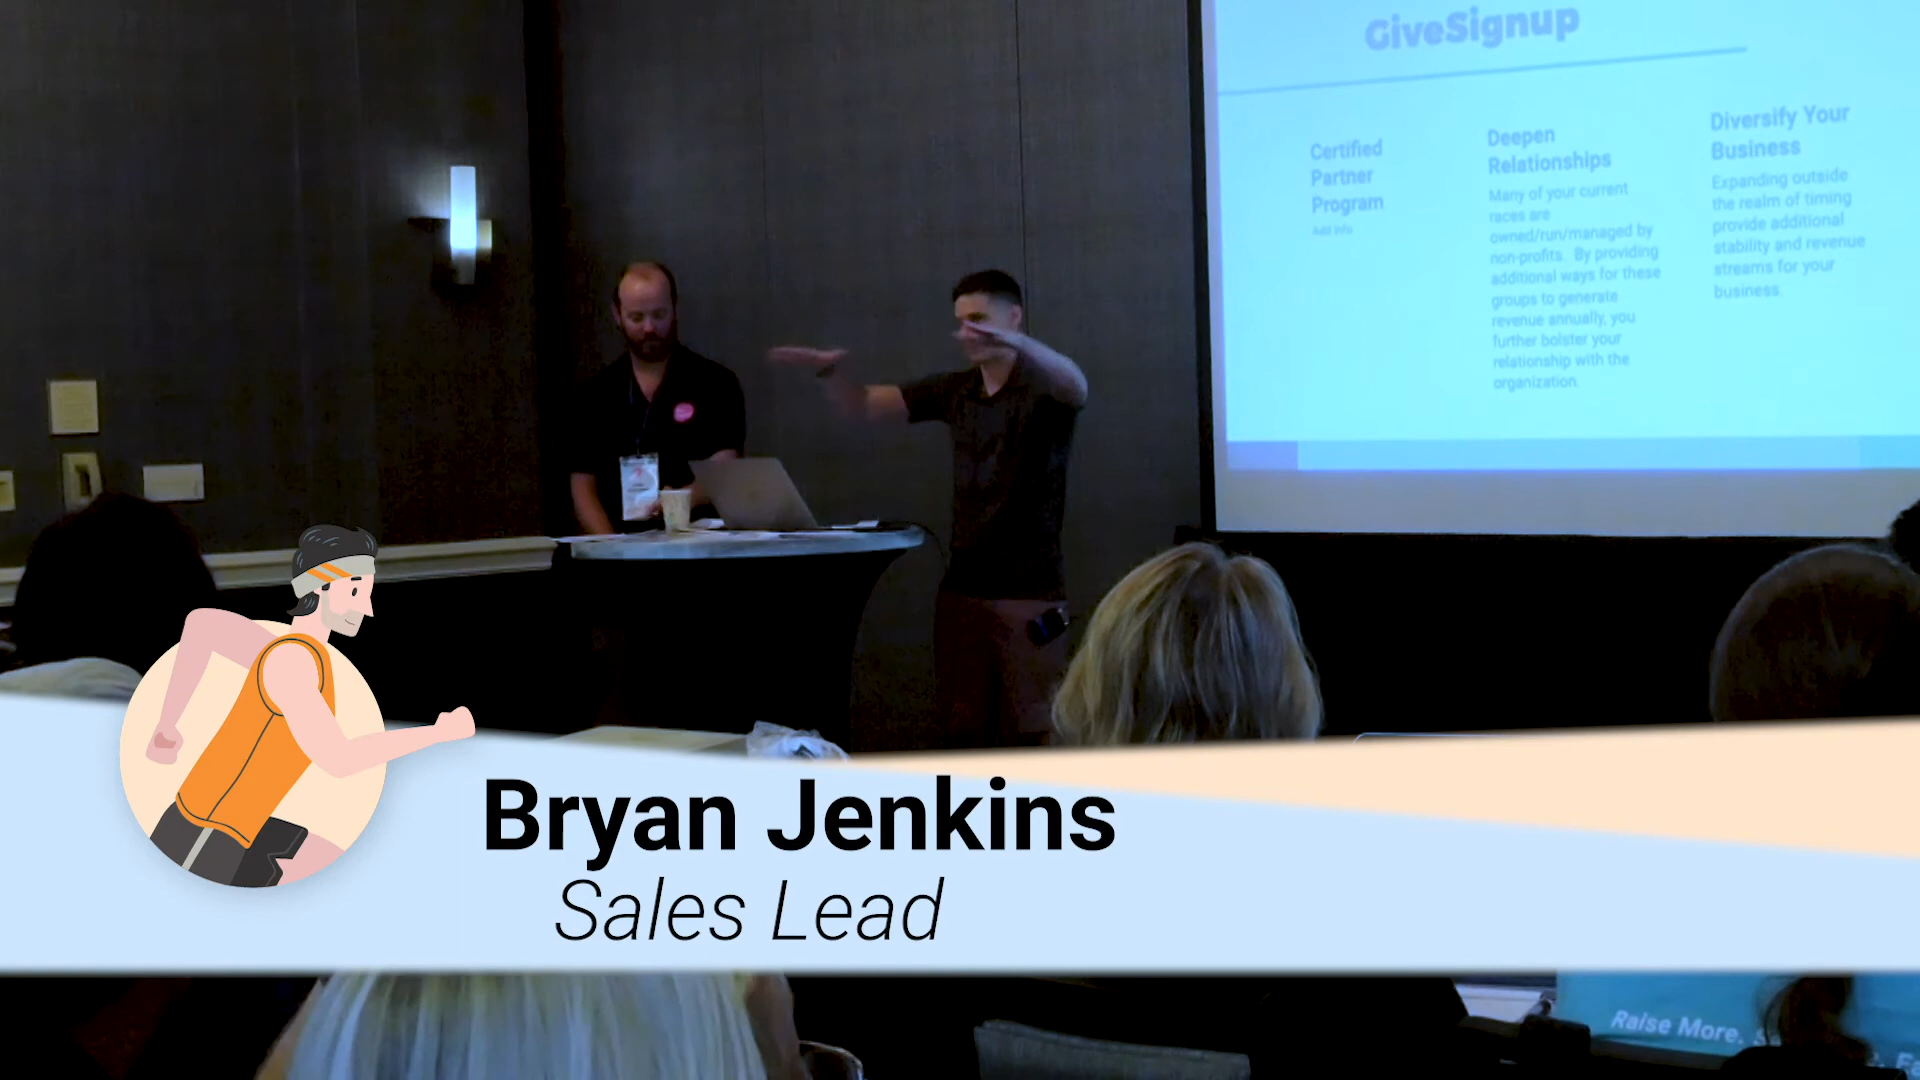 GiveSignup
Certified
Partner
Program
Add info
Deepen
Relationships
Many of your current
races are
owned/run/managed by
non-profits. By providing
additional ways for these
groups to generate
revenue annually, you
further bolster your
relationship with the
organization.
Diversify Your
Business
Expanding outside
the realm of timing
provide additional
stability and revenue
streams for your
business.
Bryan Jenkins
Sales Lead
Raise More.